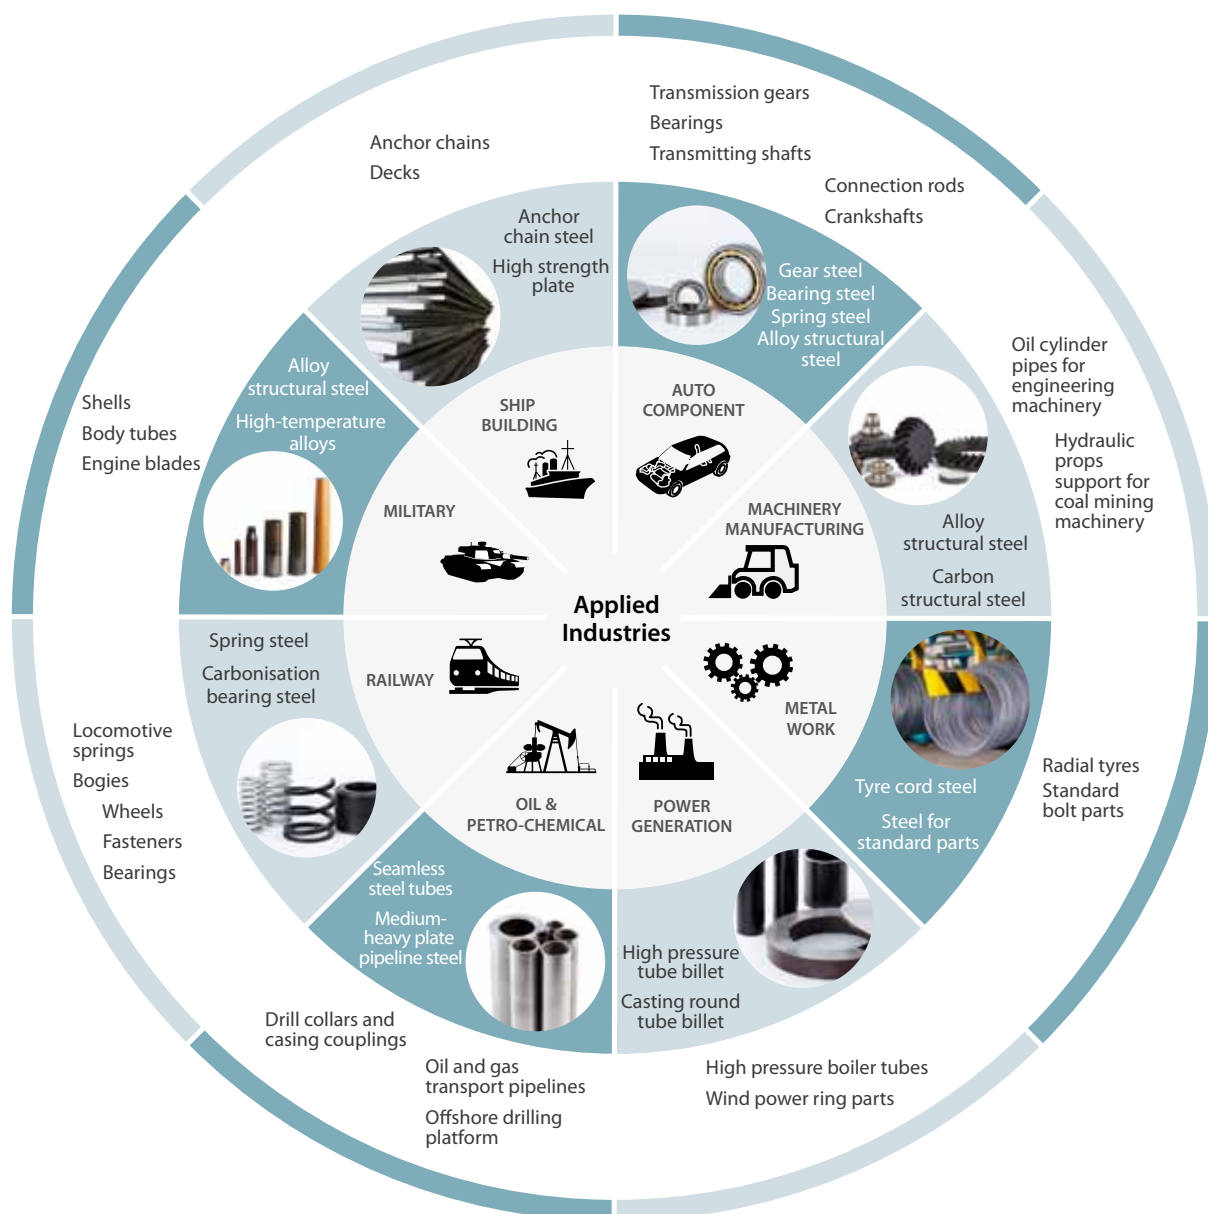 Applied
Industries
AUTO
COMPONENT
Gear steel
Bearing steel
Spring steel
Alloy structural
steel
Transmission gears
Bearings
Transmitting shafts
Connection rods
Crankshafts
MACHINERY
MANUFACTURING
Alloy
structural steel
Carbon
structural steel
Oil cylinder
pipes for
engineering
machinery
Hydraulic
props
support for
coal mining
machinery
METAL
WORK
Tyre cord steel
Steel for
standard parts
Radial tyres
Standard
bolt parts
POWER
GENERATION
High pressure
tube billet
Casting round
tube billet
High pressure boiler tubes
Wind power ring parts
OIL &
PETRO-CHEMICAL
Seamless
steel tubes
Medium-
heavy plate
pipeline steel
Drill collars and
casing couplings
Oil and gas
transport pipelines
Offshore drilling
platform
RAILWAY
Spring steel
Carbonisation
bearing steel
Locomotive
springs
Bogies
Wheels
Fasteners
Bearings
MILITARY
Alloy
structural steel
High-temperature
alloys
Shells
Body tubes
Engine blades
SHIP
BUILDING
Anchor
chain steel
High strength
plate
Anchor chains
Decks